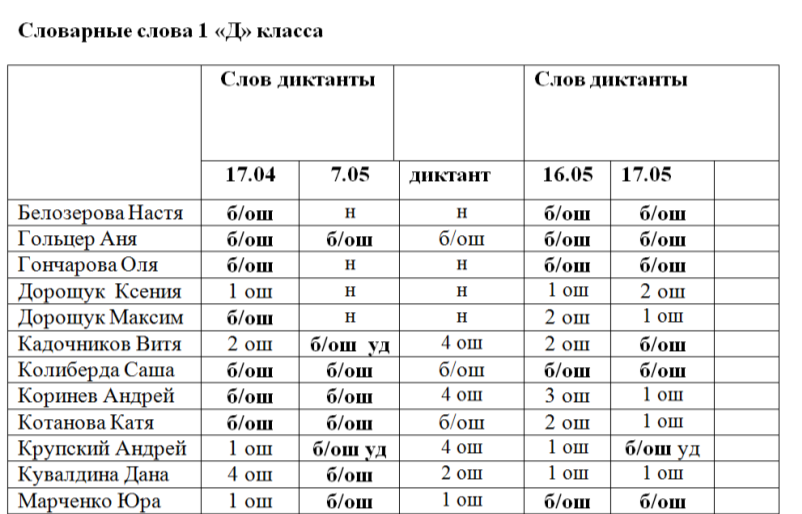 Словарные слова 1 «Д» класса
Слов диктанты Слов диктанты
17.04 7.05 диктант 16.05 17.05
Белозерова Настя б/ош н н б/ош б/ош
Гольцер Аня б/ош б/ош б/ош б/ош б/ош
Гончарова Оля б/ош н н б/ош б/ош
Дорощук Ксения 1 ош н н 1 ош 2 ош
Дорощук Максим б/ош н н 2 ош 1 ош
Кадочников Витя 2 ош б/ош уд 4 ош 2 ош б/ош
Колиберда Саша б/ош б/ош б/ош б/ош б/ош
Коринев Андрей б/ош б/ош 4 ош 3 ош 1 ош
Котанова Катя б/ош б/ош б/ош 2 ош 1 ош
Крупский Андрей 1 ош б/ош уд 4 ош 1 ош б/ош уд
Кувалдина Дана 4 ош б/ош 2 ош 1 ош 1 ош
Марченко Юра 1 ош б/ош 1 ош б/ош б/ош